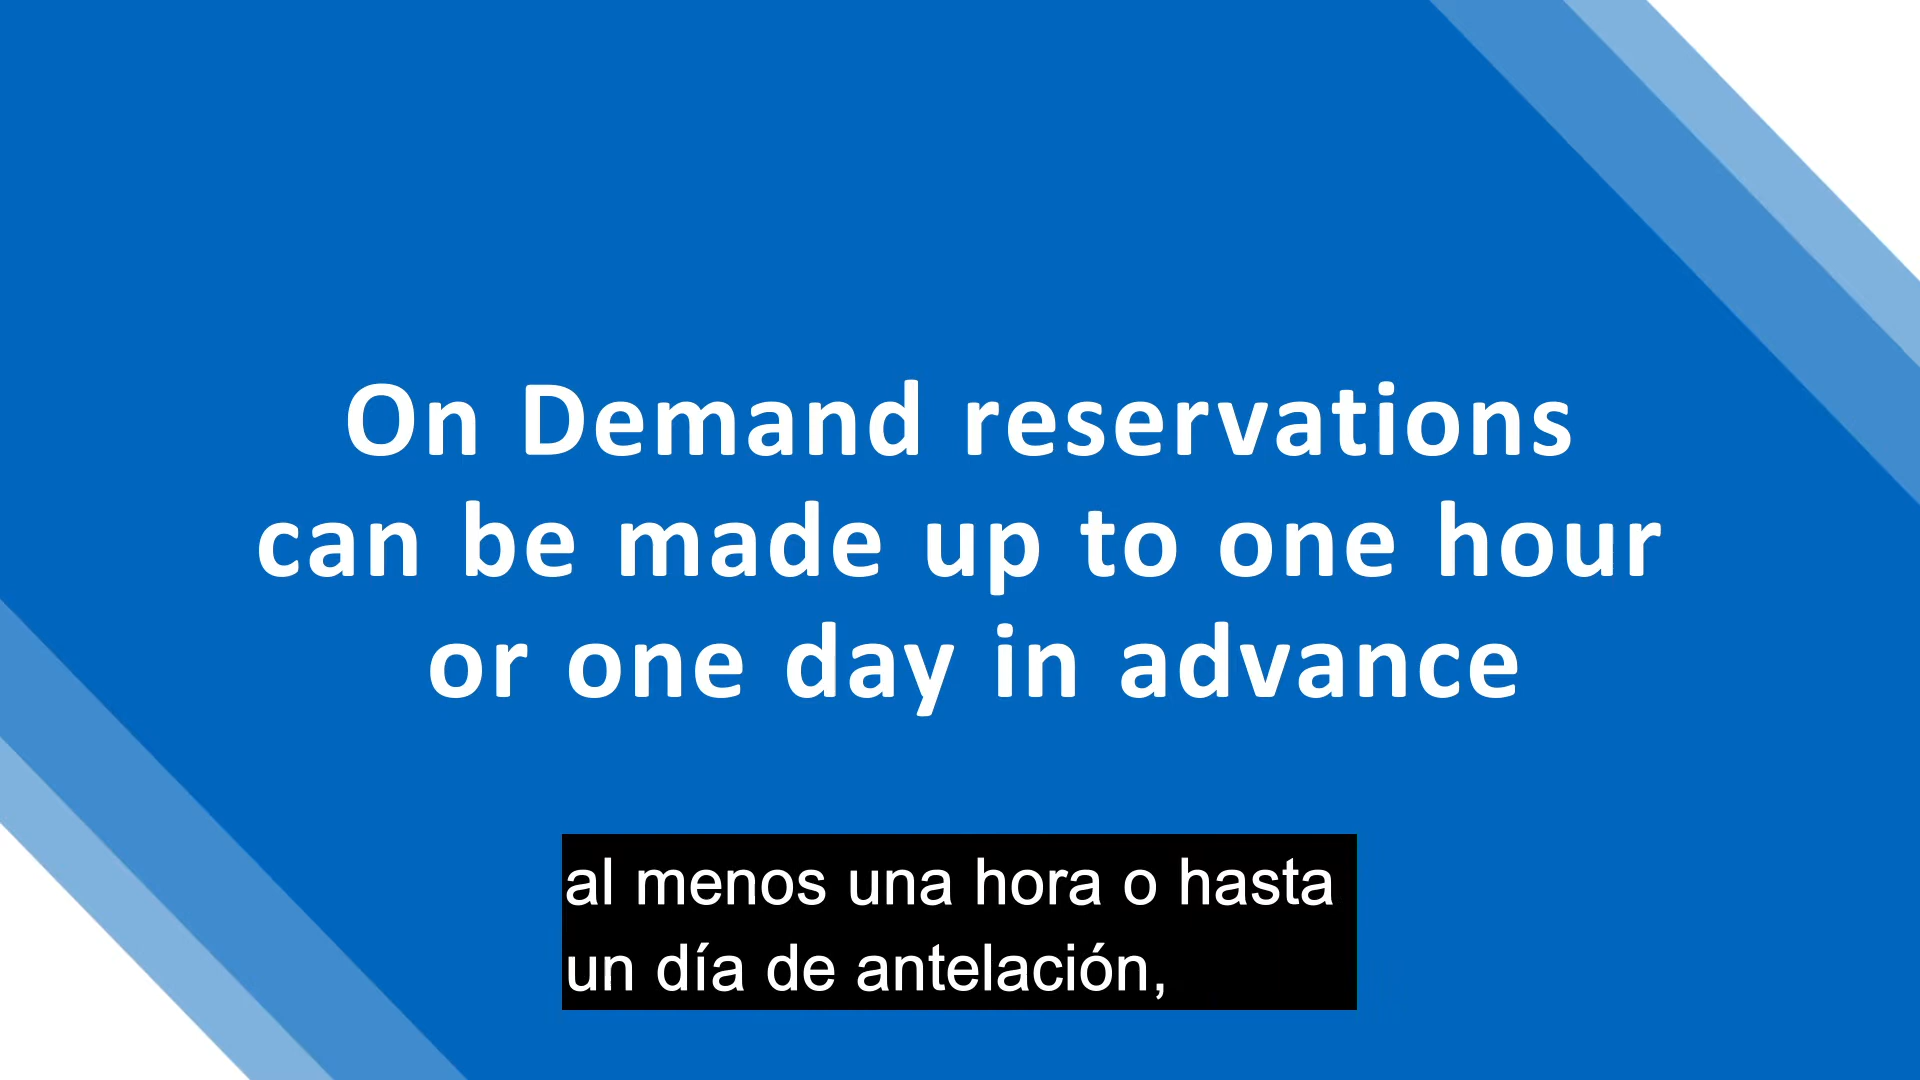 On Demand reservations
can be made up to one hour
or one day in advance
al menos una hora o hasta
un día de antelación,